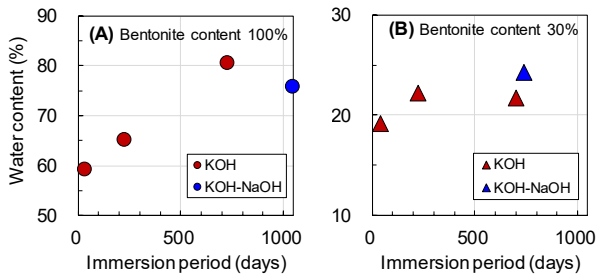 (A) Bentonite content 100%
Water content (%)
90
80
70
60
50
0 500 1000
Immersion period (days)
KOH
KOH-NaOH
(B) Bentonite content 30%
30
20
10
0 500 1000
Immersion period (days)
KOH
KOH-NaOH